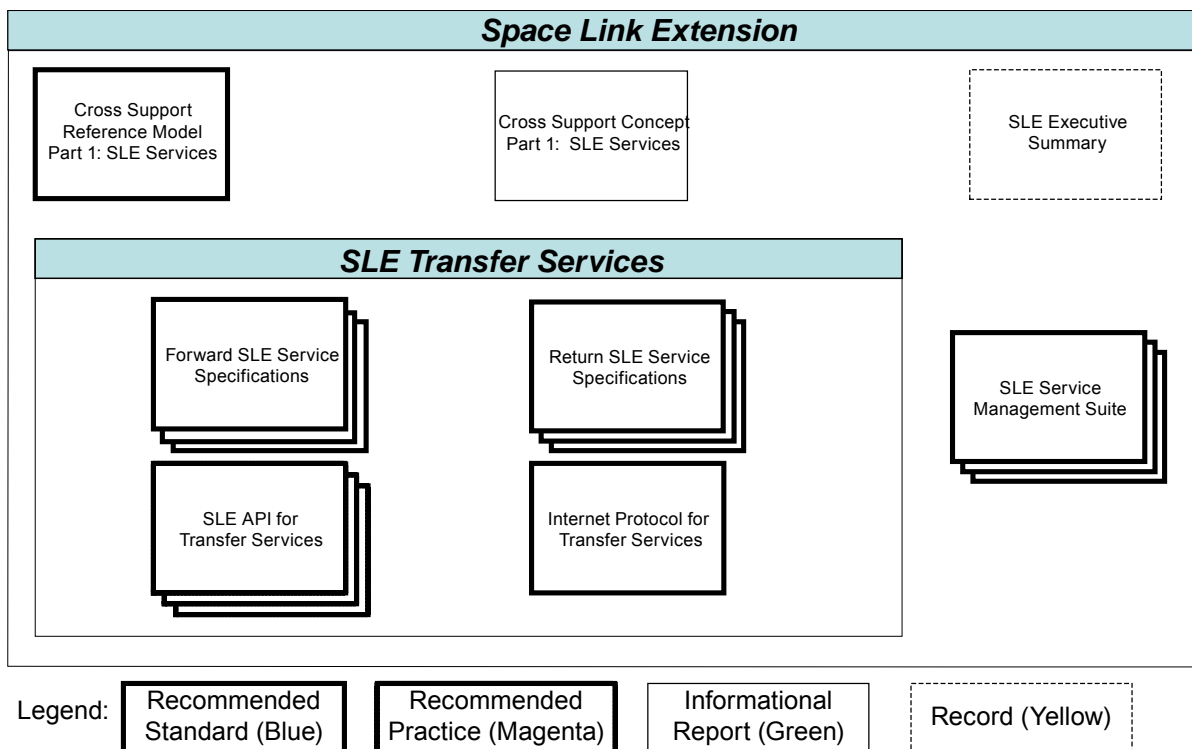 Space Link Extension
Cross Support
Reference Model
Part 1: SLE Services
Cross Support Concept
Part 1: SLE Services
SLE Executive
Summary
SLE Transfer Services
Forward SLE Service
Specifications
Return SLE Service
Specifications
SLE Service
Management Suite
SLE API for
Transfer Services
Internet Protocol for
Transfer Services
Legend:
Recommended
Standard (Blue)
Recommended
Practice (Magenta)
Informational
Report (Green)
Record (Yellow)